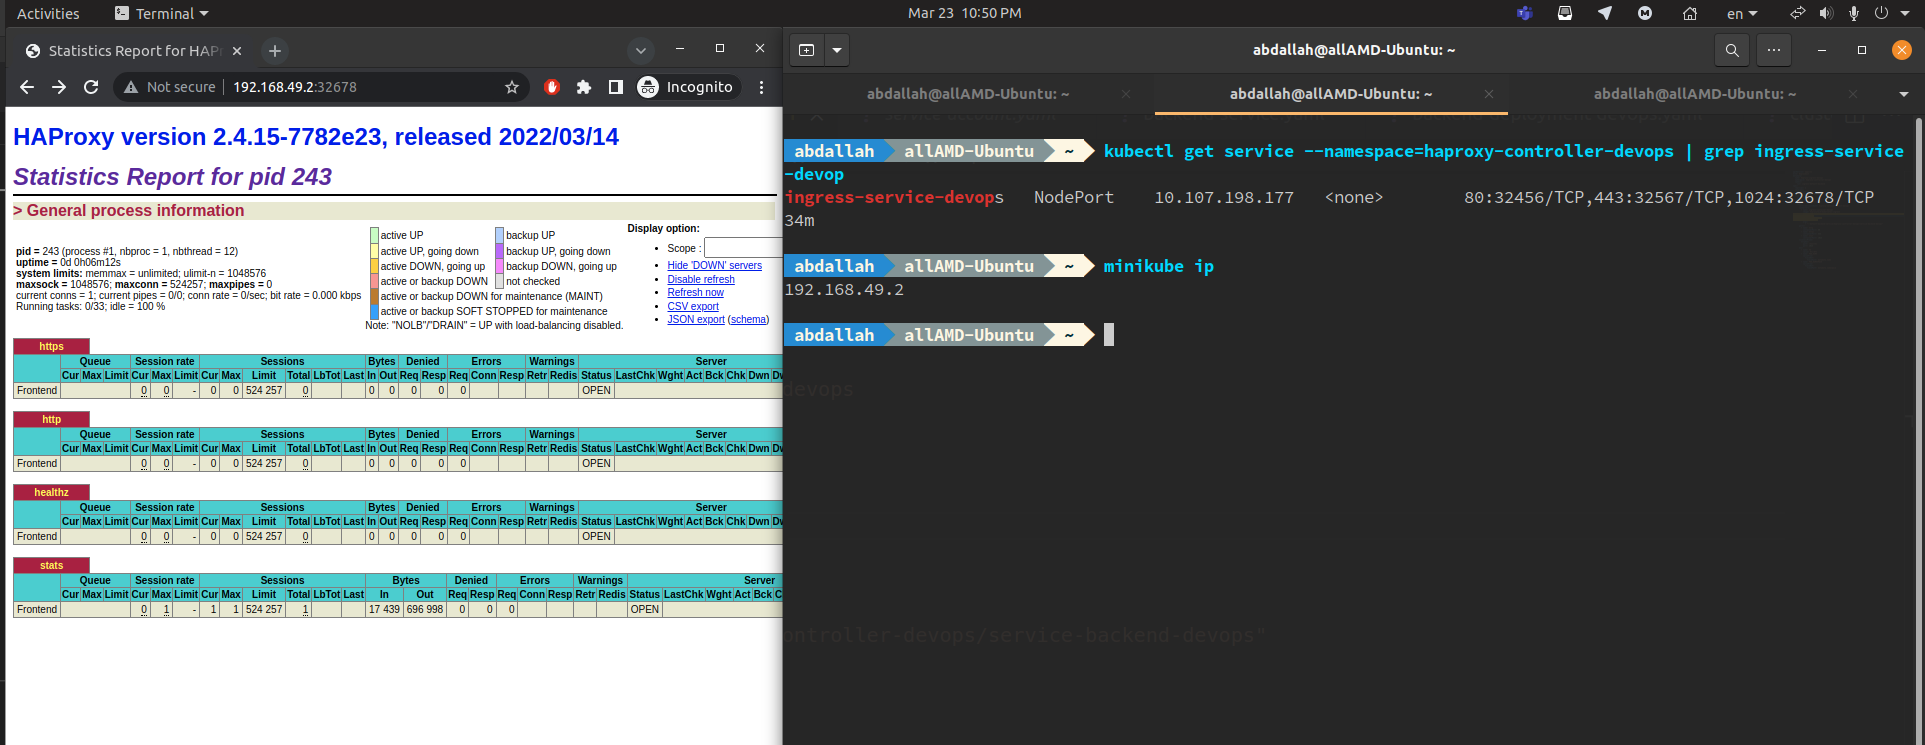 Activities Terminal Mar 23 10:50 PM en
Statistics Report for HAP
Not secure 192.168.49.2:32678 Incognito
HAProxy version 2.4.15-7782e23, released 2022/03/14
Statistics Report for pid 243
> General process information
pid = 243 (process #1, nbproc = 1, nbthread = 12)
uptime = 0d 0h06m12s
system limits: memmax = unlimited; ulimit-n = 1048576
maxsock = 1048576; maxconn = 524257; maxpipes = 0
current conns = 1; current pipes = 0/0; conn rate = 0/sec; bit rate = 0.000 kbps
Running tasks: 0/33; idle = 100 %
active UP backup UP
active UP, going down backup UP, going down
active DOWN, going up backup DOWN, going up
active or backup DOWN not checked
active or backup DOWN for maintenance (MAINT)
active or backup SOFT STOPPED for maintenance
Note: "NOLB"/"DRAIN" = UP with load-balancing disabled.
Display option:
• Scope :
• Hide 'DOWN' servers
• Disable refresh
• Refresh now
• CSV export
• JSON export (schema)
https
Queue Session rate Sessions Bytes Denied Errors Warnings Server
Cur Max Limit Cur Max Limit Cur Max Limit Total LbTot Last In Out Req Resp Req Conn Resp Retr Redis Status LastChk Wght Act Bck Chk Dwn
Frontend 0 0 - 0 0 524 257 0 0 0 0 0 0 OPEN
http
Queue Session rate Sessions Bytes Denied Errors Warnings Server
Cur Max Limit Cur Max Limit Cur Max Limit Total LbTot Last In Out Req Resp Req Conn Resp Retr Redis Status LastChk Wght Act Bck Chk Dwn
Frontend 0 0 - 0 0 524 257 0 0 0 0 0 0 OPEN
healthz
Queue Session rate Sessions Bytes Denied Errors Warnings Server
Cur Max Limit Cur Max Limit Cur Max Limit Total LbTot Last In Out Req Resp Req Conn Resp Retr Redis Status LastChk Wght Act Bck Chk Dwn
Frontend 0 0 - 0 0 524 257 0 0 0 0 0 0 OPEN
stats
Queue Session rate Sessions Bytes Denied Errors Warnings Server
Cur Max Limit Cur Max Limit Cur Max Limit Total LbTot Last In Out Req Resp Req Conn Resp Retr Redis Status LastChk Wght Act Bck
Frontend 0 1 - 1 1 524 257 1 17 439 696 998 0 0 0 OPEN
abdallah@allAMD-Ubuntu: ~
abdallah@allAMD-Ubuntu: ~ abdallah@allAMD-Ubuntu: ~ abdallah@allAMD-Ubuntu: ~
abdallah allAMD-Ubuntu ~ kubectl get service --namespace=haproxy-controller-devops | grep ingress-service
-devop
ingress-service-devops NodePort 10.107.198.177 <none> 80:32456/TCP,443:32567/TCP,1024:32678/TCP
34m
abdallah allAMD-Ubuntu ~ minikube ip
192.168.49.2
abdallah allAMD-Ubuntu ~
devops
ontroller-devops/service-backend-devops"